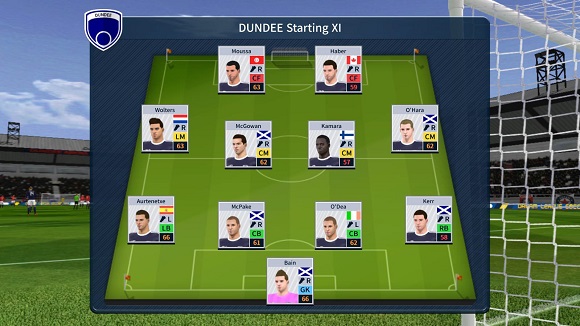 DUNDEE
DUNDEE Starting XI
Moussa
R
CF
63
Haber
R
CF
59
Wolters
R
LM
63
McGowan
R
CM
62
Kamara
R
CM
57
O'Hara
R
CM
62
Aurtenetxe
L
LB
66
McPake
R
CB
61
O'Dea
L
CB
62
Kerr
R
RB
58
Bain
R
GK
66